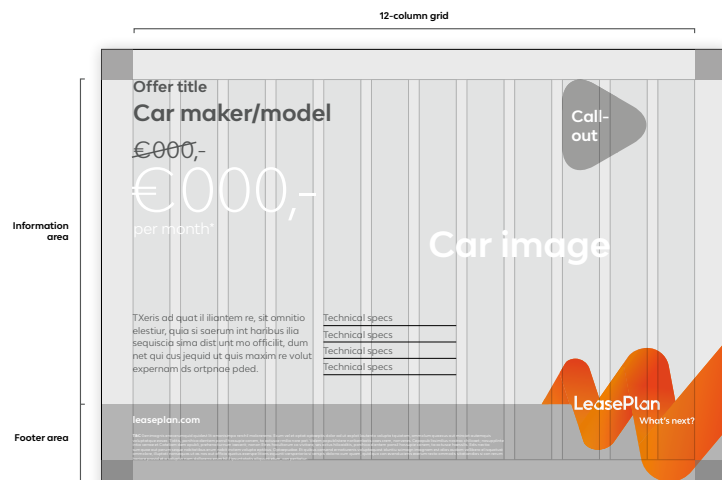 12-column grid
Offer title
Car maker/model
€000,-
€000,-
per month*
Call-
out
Information
area
Car image
TXeris ad quat il iliantem re, sit omnitio
elestiur, quia si saerum int haribus ilia
sequiscia sima dist unt mo officilit, dum
net qui cus jequid ut quis maxim re volut
expernam ds ortpnae pded.
Technical specs
Technical specs
Technical specs
Technical specs
LeasePlan
What's next?
leaseplan.com
Footer area